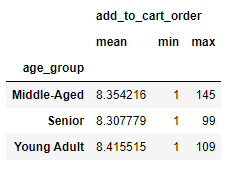 add_to_cart_order
mean min max
age_group
Middle-Aged 8.354216 1 145
Senior 8.307779 1 99
Young Adult 8.415515 1 109